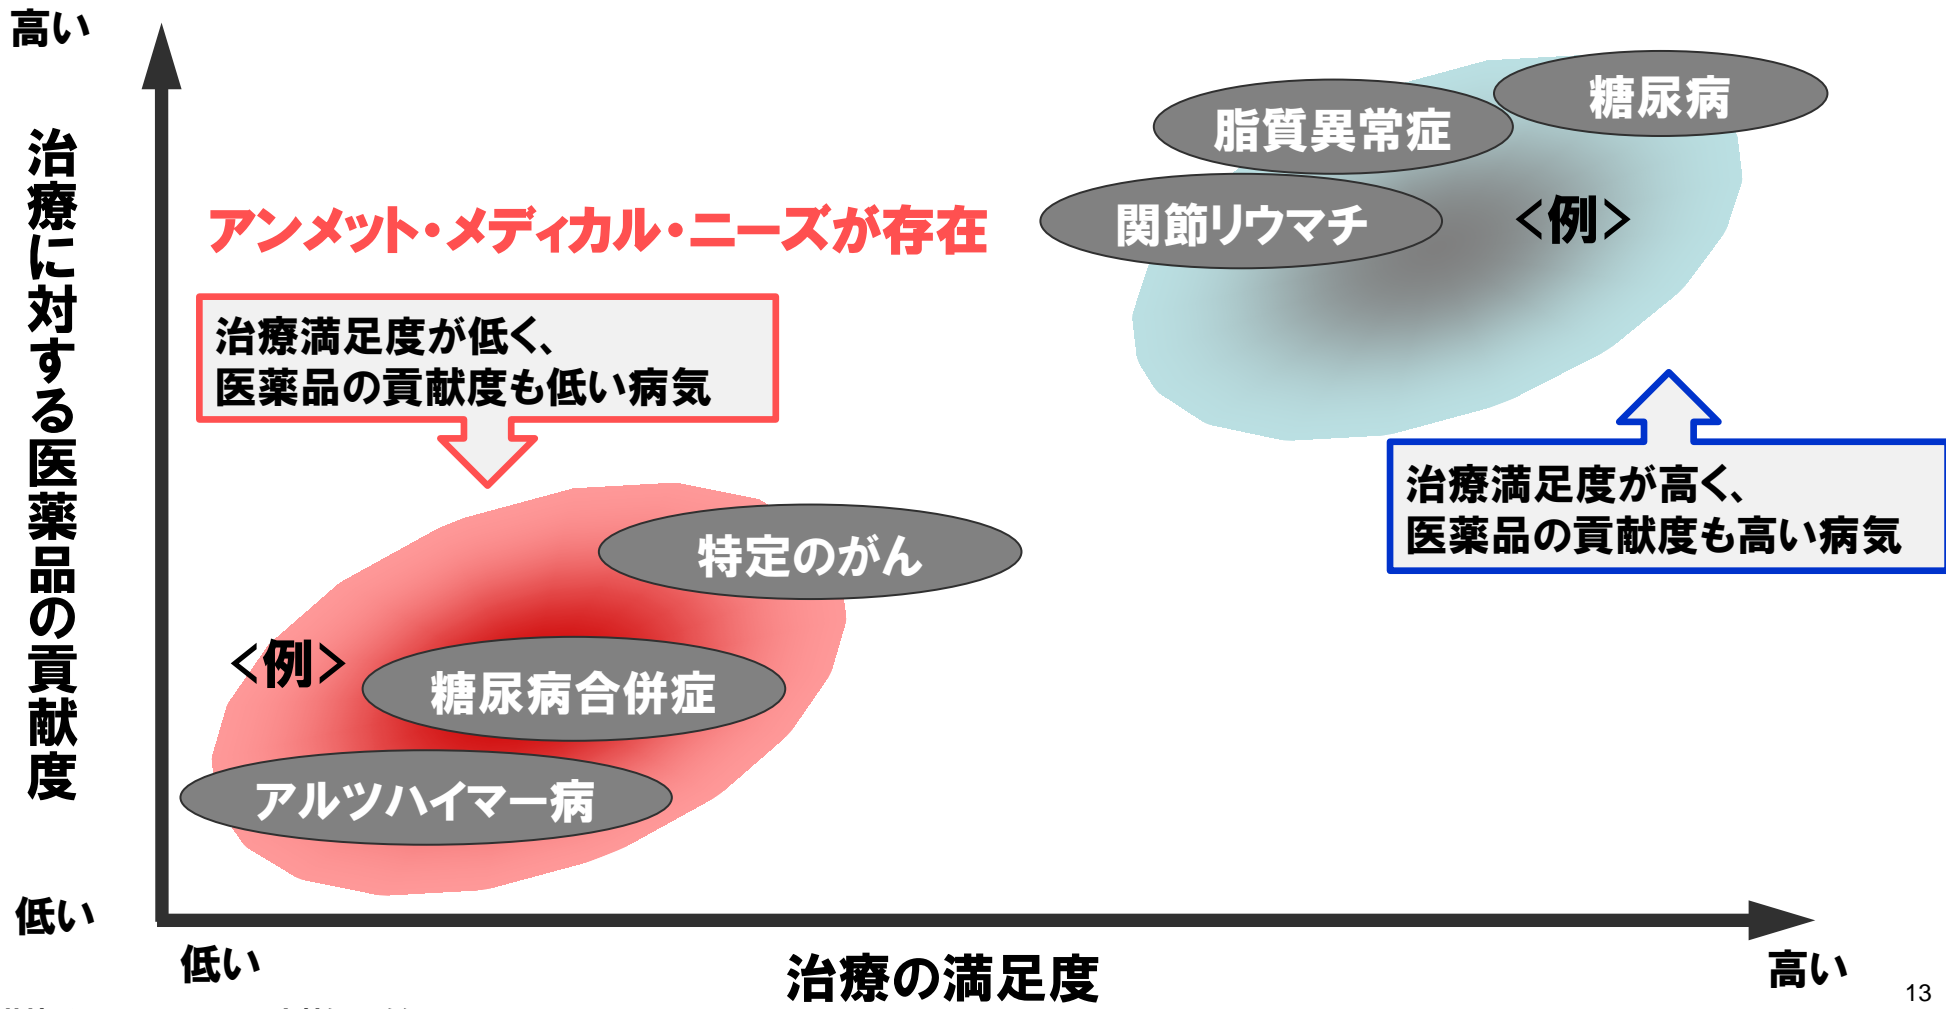 高い
治療に対する医薬品の貢献度
糖尿病
脂質異常症
関節リウマチ
<例>
アンメット・メディカル・ニーズが存在
治療満足度が低く、
医薬品の貢献度も低い病気
治療満足度が高く、
医薬品の貢献度も高い病気
特定のがん
<例>
糖尿病合併症
アルツハイマー病
低い
低い
治療の満足度
高い
13